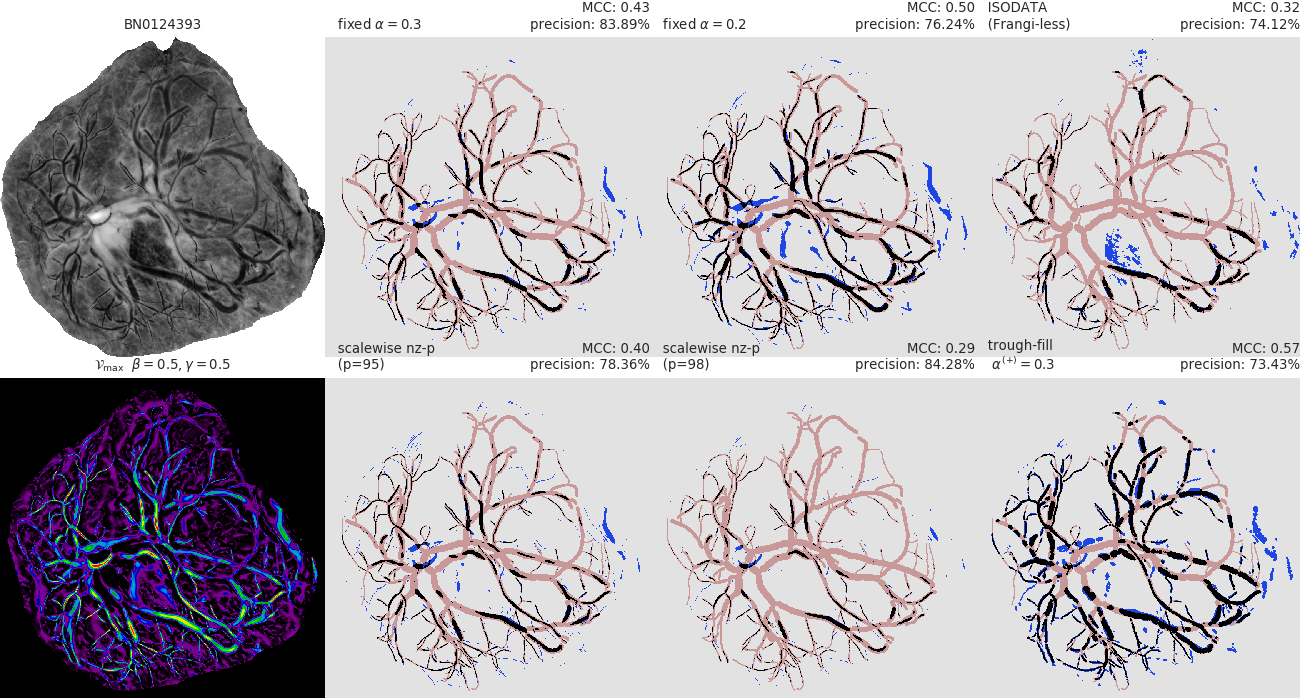 BN0124393
fixed α = 0.3
MCC: 0.43
precision: 83.89%
fixed α = 0.2
MCC: 0.50
precision: 76.24%
ISODATA
(Frangi-less)
MCC: 0.32
precision: 74.12%
𝒱max β = 0.5, γ = 0.5
scalewise nz-p
(p=95)
MCC: 0.40
precision: 78.36%
scalewise nz-p
(p=98)
MCC: 0.29
precision: 84.28%
trough-fill
α⁽⁺⁾ = 0.3
MCC: 0.57
precision: 73.43%